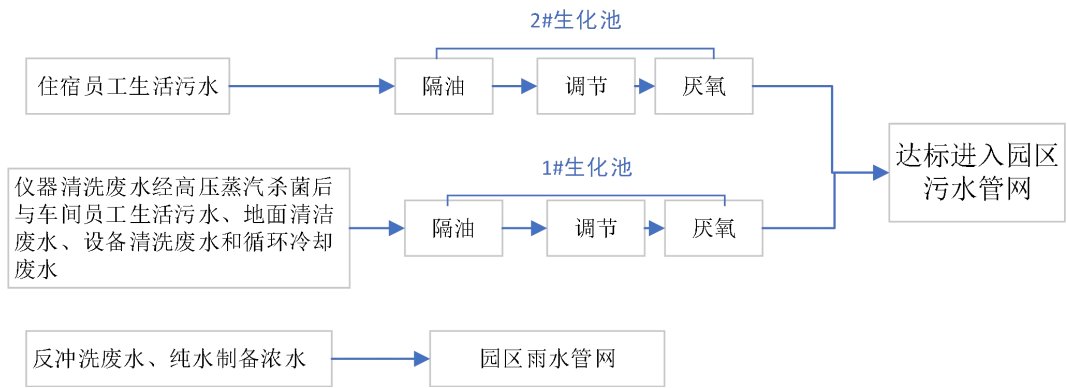 2#生化池
住宿员工生活污水
隔油
调节
厌氧
达标进入园区
污水管网
1#生化池
仪器清洗废水经高压蒸汽杀菌后
与车间员工生活污水、地面清洁
废水、设备清洗废水和循环冷却
废水
隔油
调节
厌氧
反冲洗废水、纯水制备浓水
园区雨水管网